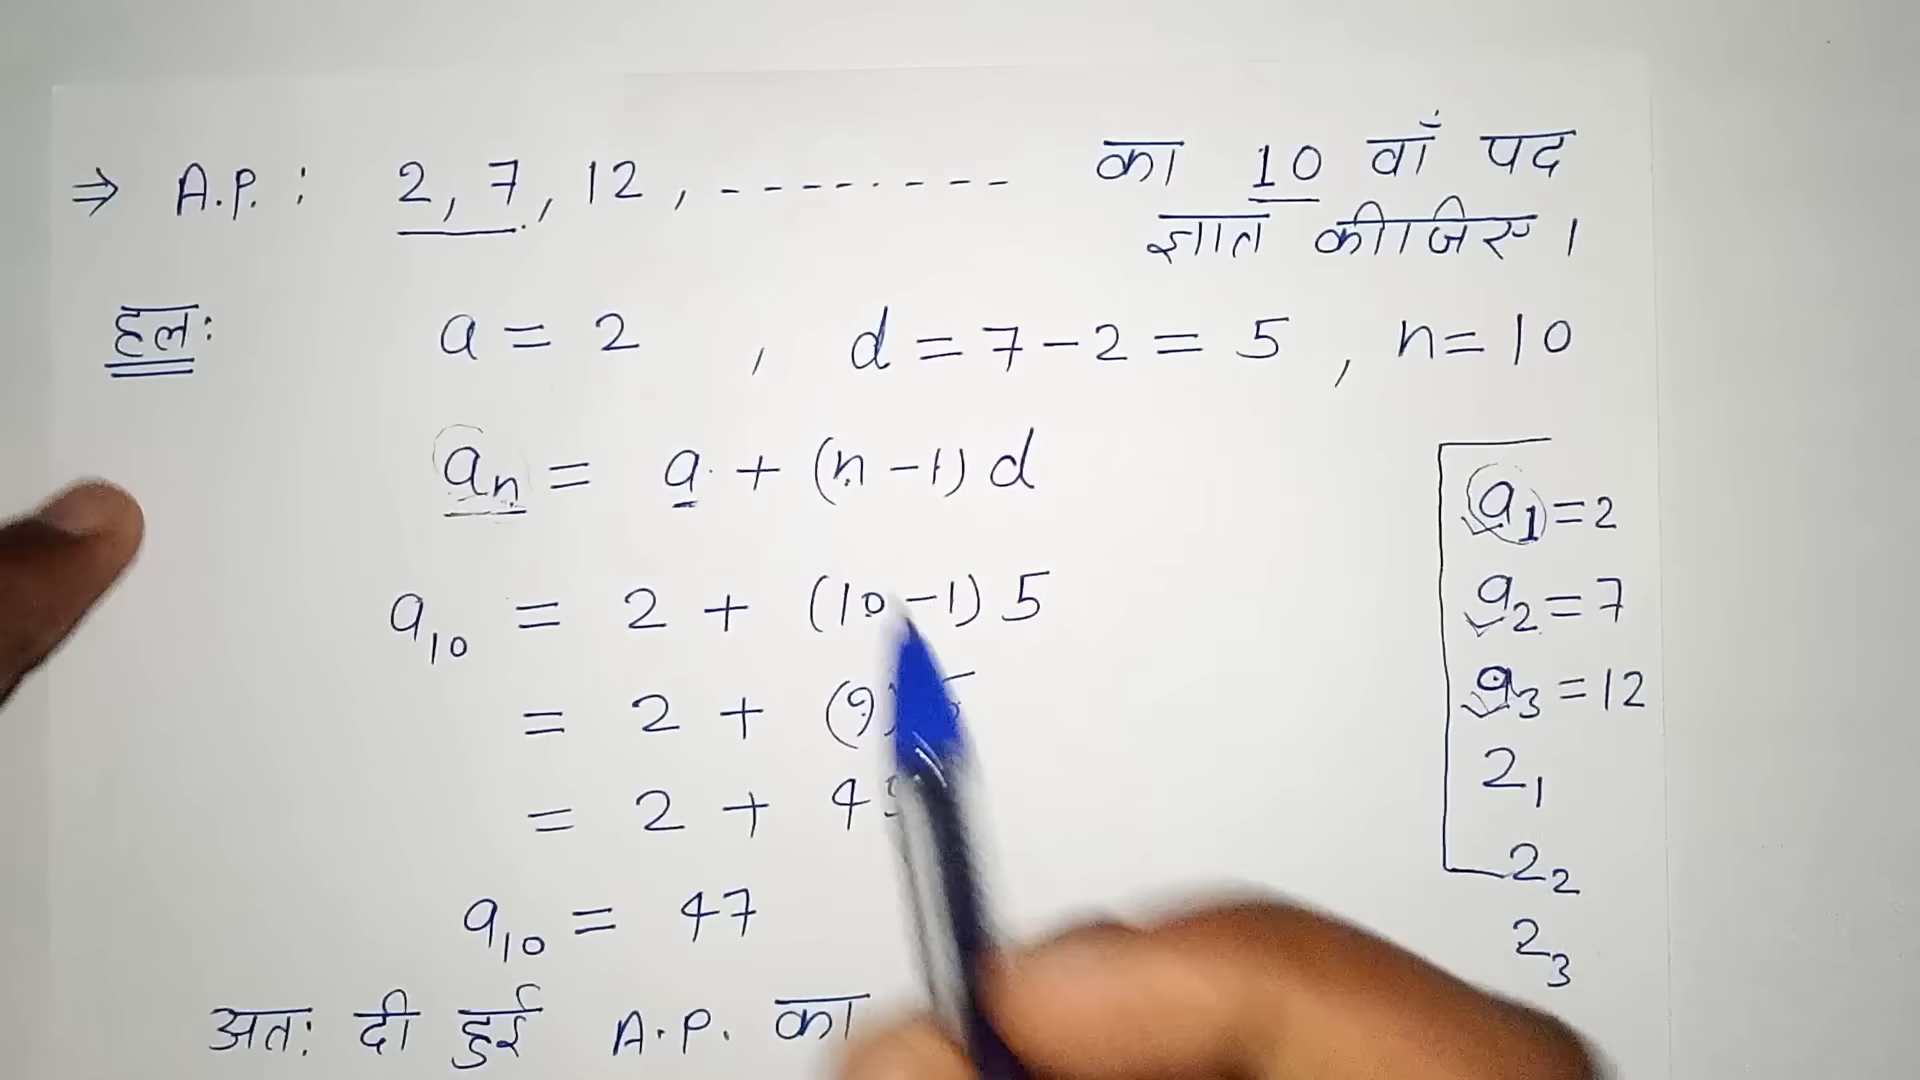 ⇒ A.P. : 2, 7, 12, --------- का 10 वाँ पद
ज्ञात कीजिए ।
हल: a = 2 , d = 7 - 2 = 5 , n = 10
aₙ = a + (n - 1) d
a₁₀ = 2 + (10 - 1) 5
= 2 + (9)
= 2 + 4
a₁₀ = 47
अत: दी हुई A.P. का
a₁ = 2
a₂ = 7
a₃ = 12
2₁
2₂
2₃